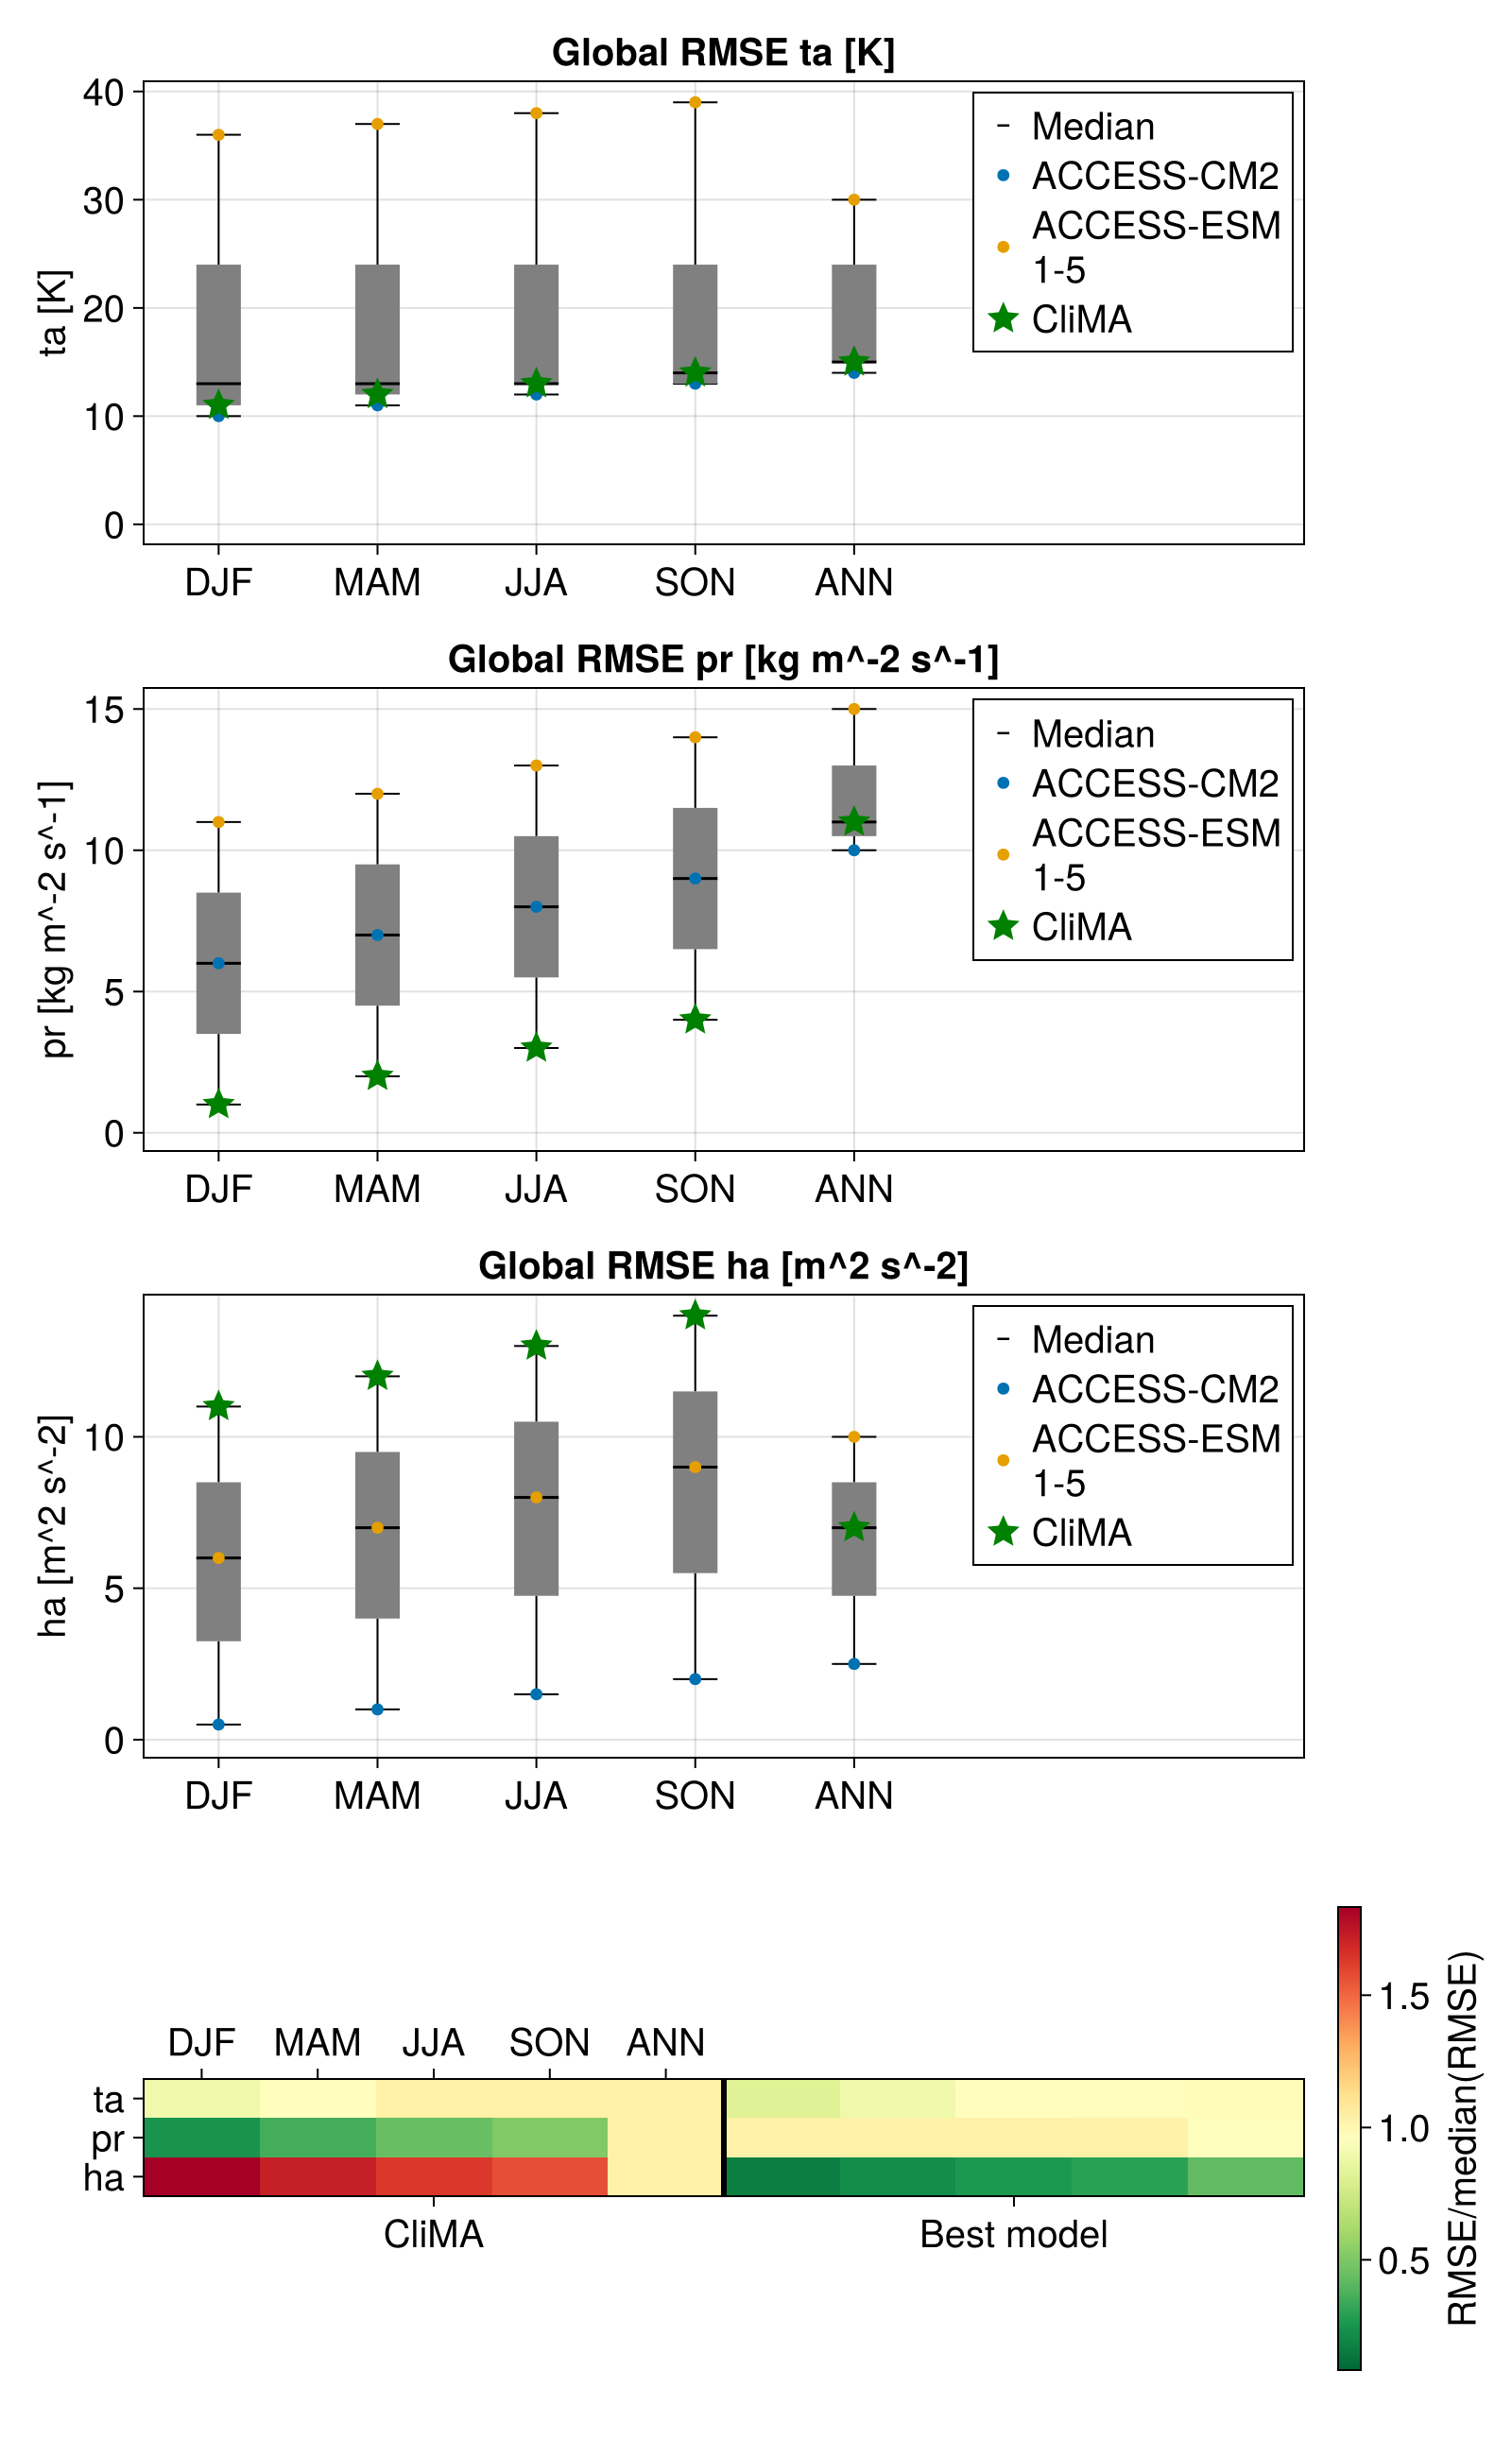 Global RMSE ta [K]
40
30
20
10
0
ta [K]
Median
ACCESS-CM2
ACCESS-ESM
1-5
CliMA
DJF MAM JJA SON ANN
Global RMSE pr [kg m^-2 s^-1]
15
10
5
0
pr [kg m^-2 s^-1]
Median
ACCESS-CM2
ACCESS-ESM
1-5
CliMA
DJF MAM JJA SON ANN
Global RMSE ha [m^2 s^-2]
10
5
0
ha [m^2 s^-2]
Median
ACCESS-CM2
ACCESS-ESM
1-5
CliMA
DJF MAM JJA SON ANN
DJF MAM JJA SON ANN
ta
pr
ha
CliMA Best model
1.5
1.0
0.5
RMSE/median(RMSE)